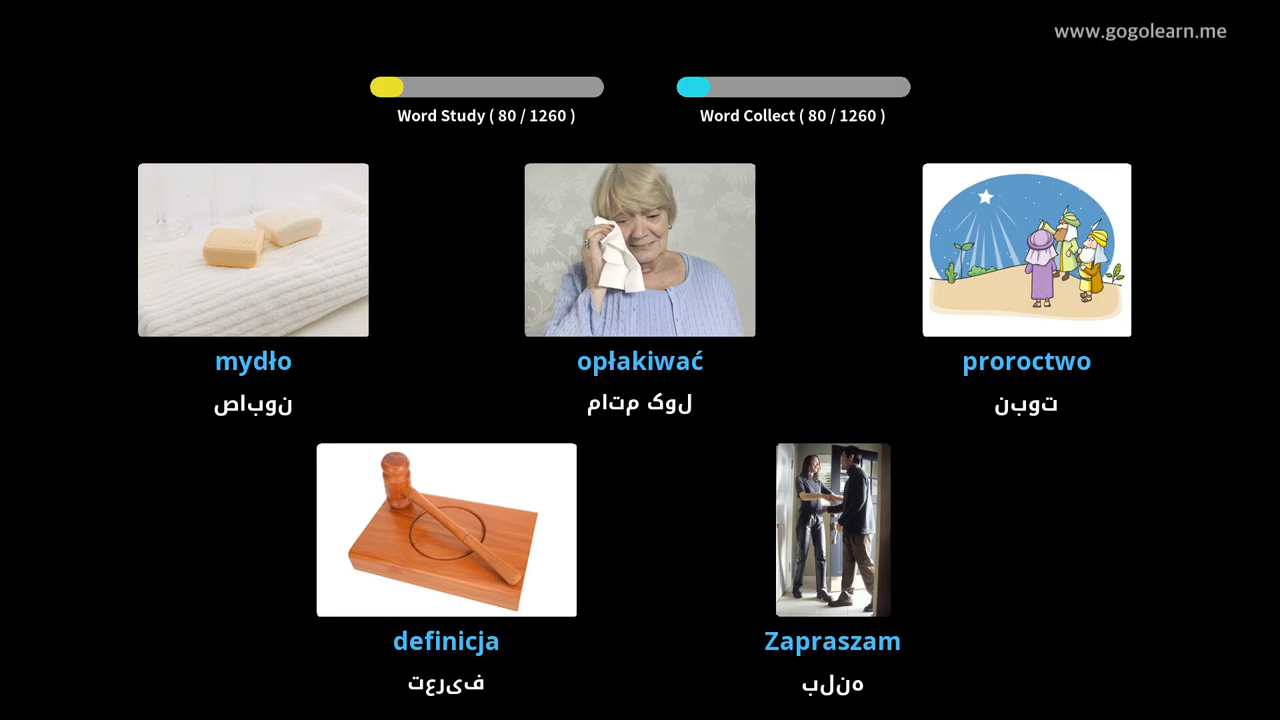 www.gogolearn.me
Word Study ( 80 / 1260 )
Word Collect ( 80 / 1260 )
mydło
opłakiwać
proroctwo
صابون
ماتم کول
نبوت
definicja
Zapraszam
تعریف
بلنه